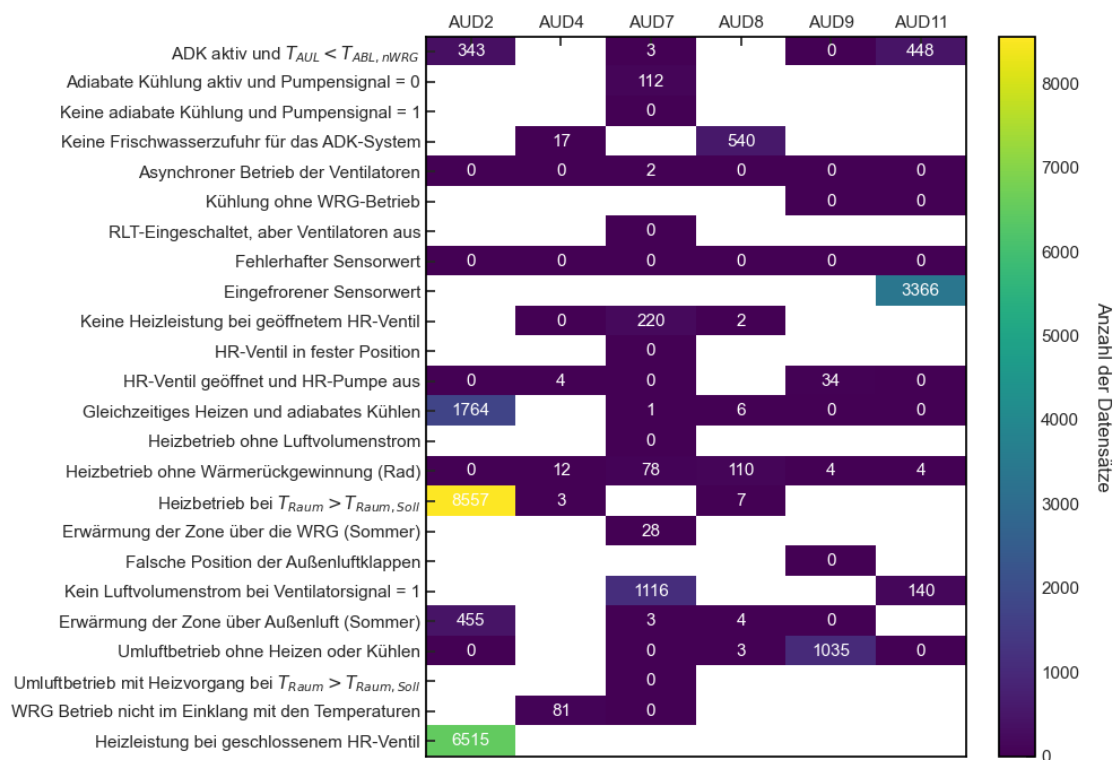 AUD2 AUD4 AUD7 AUD8 AUD9 AUD11
ADK aktiv und T_AUL < T_ABL, nWRG 343 3 0 448
Adiabate Kühlung aktiv und Pumpensignal = 0 112
Keine adiabate Kühlung und Pumpensignal = 1 0
Keine Frischwasserzufuhr für das ADK-System 17 540
Asynchroner Betrieb der Ventilatoren 0 0 2 0 0 0
Kühlung ohne WRG-Betrieb 0 0
RLT-Eingeschaltet, aber Ventilatoren aus 0
Fehlerhafter Sensorwert 0 0 0 0 0 0
Eingefrorener Sensorwert 3366
Keine Heizleistung bei geöffnetem HR-Ventil 0 220 2
HR-Ventil in fester Position 0
HR-Ventil geöffnet und HR-Pumpe aus 0 4 0 34 0
Gleichzeitiges Heizen und adiabates Kühlen 1764 1 6 0 0
Heizbetrieb ohne Luftvolumenstrom 0
Heizbetrieb ohne Wärmerückgewinnung (Rad) 0 12 78 110 4 4
Heizbetrieb bei T_Raum > T_Raum, Soll 8557 3 7
Erwärmung der Zone über die WRG (Sommer) 28
Falsche Position der Außenluftklappen 0
Kein Luftvolumenstrom bei Ventilatorsignal = 1 1116 140
Erwärmung der Zone über Außenluft (Sommer) 455 3 4 0
Umluftbetrieb ohne Heizen oder Kühlen 0 0 3 1035 0
Umluftbetrieb mit Heizvorgang bei T_Raum > T_Raum, Soll 0
WRG Betrieb nicht im Einklang mit den Temperaturen 81 0
Heizleistung bei geschlossenem HR-Ventil 6515
8000
7000
6000
5000
4000
3000
2000
1000
0
Anzahl der Datensätze